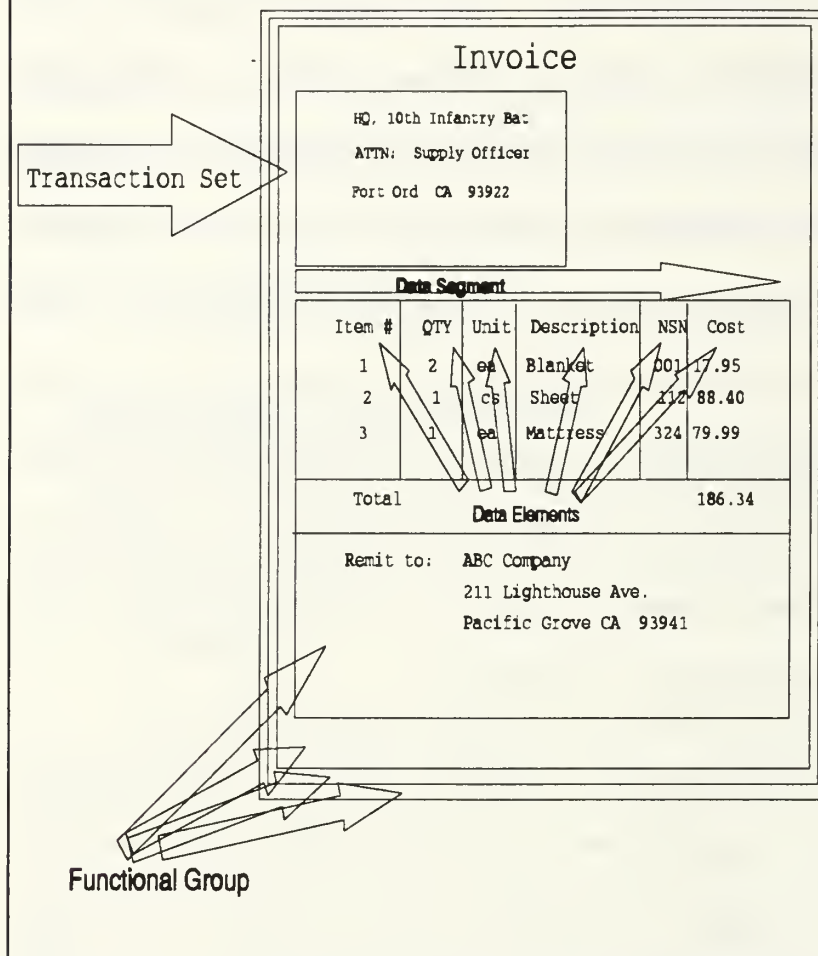 Invoice
HQ, 10th Infantry Bat
ATTN: Supply Officer
Fort Ord CA 93922
Transaction Set
Data Segment
Item # QTY Unit Description NSN Cost
1 2 ea Blanket 001 17.95
2 1 cs Sheet 112 88.40
3 1 ea Mattress 324 79.99
Total 186.34
Data Elements
Remit to: ABC Company
211 Lighthouse Ave.
Pacific Grove CA 93941
Functional Group